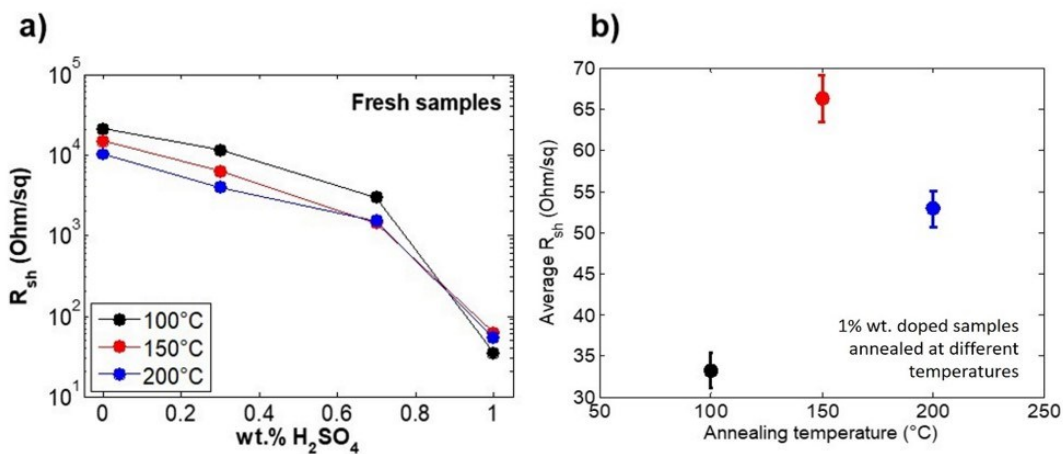 a)
Fresh samples
10^5
10^4
10^3
10^2
10^1
R_sh (Ohm/sq)
100°C
150°C
200°C
0
0.2
0.4
0.6
0.8
1
wt.% H₂SO₄
b)
70
65
60
55
50
45
40
35
30
Average R_sh (Ohm/sq)
1% wt. doped samples
annealed at different
temperatures
50
100
150
200
250
Annealing temperature (°C)